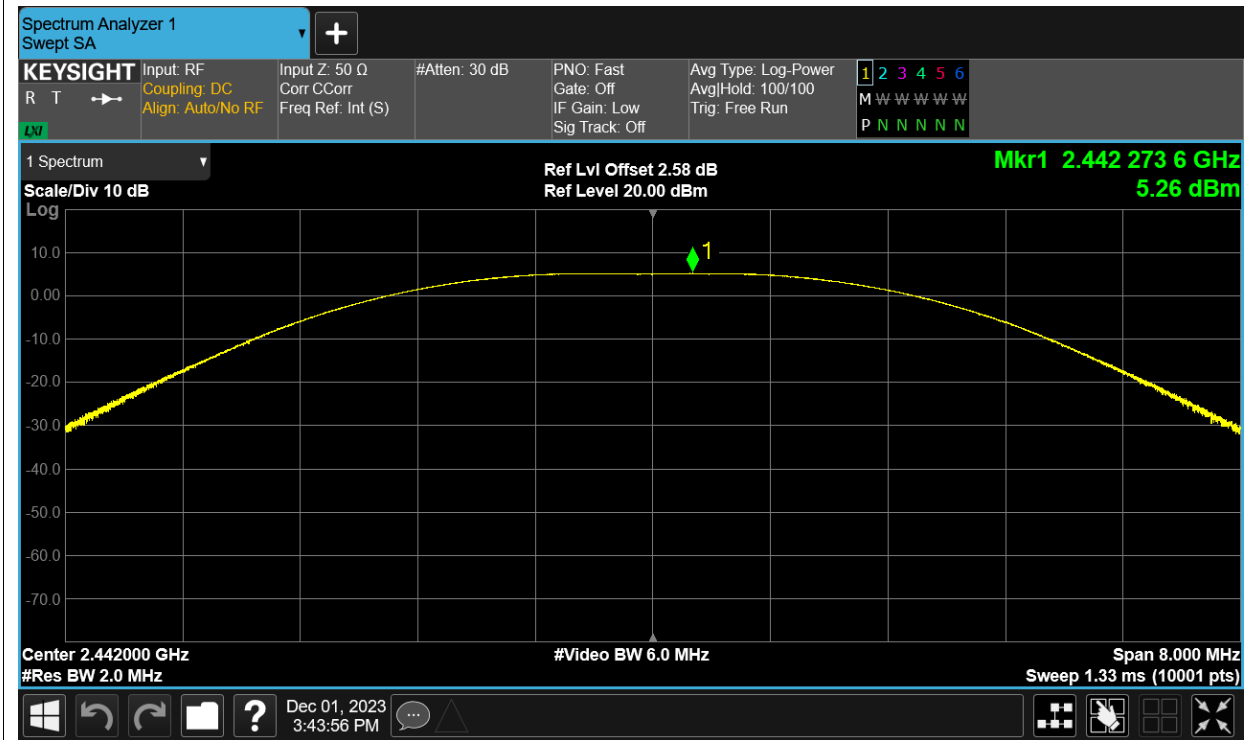 Spectrum Analyzer 1
Swept SA
KEYSIGHT
R T
LXI
Input: RF
Coupling: DC
Align: Auto/No RF
Input Z: 50 Ω
Corr CCorr
Freq Ref: Int (S)
#Atten: 30 dB
PNO: Fast
Gate: Off
IF Gain: Low
Sig Track: Off
Avg Type: Log-Power
Avg|Hold: 100/100
Trig: Free Run
1 2 3 4 5 6
M W W W W W
P N N N N N
1 Spectrum
Scale/Div 10 dB
Log
Ref Lvl Offset 2.58 dB
Ref Level 20.00 dBm
Mkr1 2.442 273 6 GHz
5.26 dBm
1
10.0
0.00
-10.0
-20.0
-30.0
-40.0
-50.0
-60.0
-70.0
Center 2.442000 GHz
#Res BW 2.0 MHz
#Video BW 6.0 MHz
Span 8.000 MHz
Sweep 1.33 ms (10001 pts)
?
Dec 01, 2023
3:43:56 PM